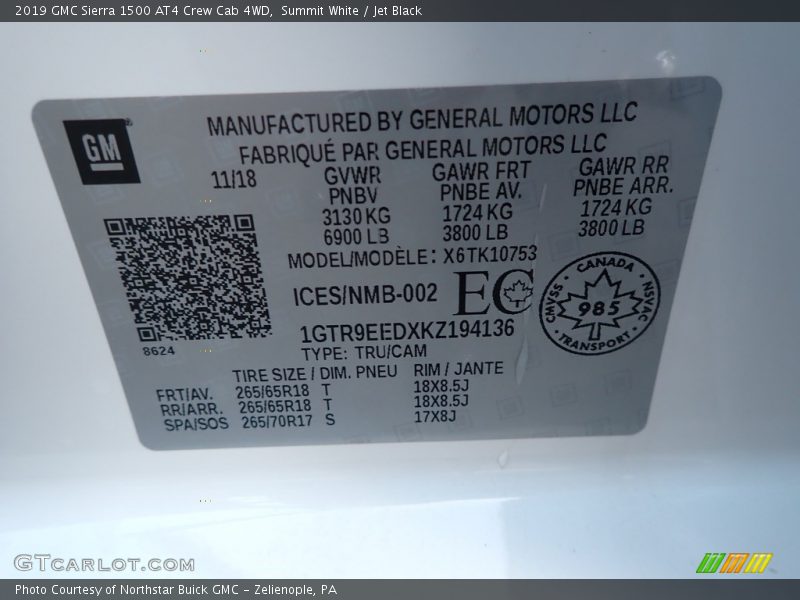 2019 GMC Sierra 1500 AT4 Crew Cab 4WD, Summit White / Jet Black
GM
MANUFACTURED BY GENERAL MOTORS LLC
FABRIQUÉ PAR GENERAL MOTORS LLC
11/18 GVWR GAWR FRT GAWR RR
PNBV PNBE AV. PNBE ARR.
3130 KG 1724 KG 1724 KG
6900 LB 3800 LB 3800 LB
MODEL/MODÈLE: X6TK10753
ICES/NMB-002 EC
CANADA · NSVAC · TRANSPORT · CMVSS
985
1GTR9EEDXKZ194136
8624
TYPE: TRU/CAM
TIRE SIZE / DIM. PNEU RIM / JANTE
FRT/AV. 265/65R18 T 18X8.5J
RR/ARR. 265/65R18 T 18X8.5J
SPA/SOS 265/70R17 S 17X8J
GTCARLOT.COM
Photo Courtesy of Northstar Buick GMC - Zelienople, PA